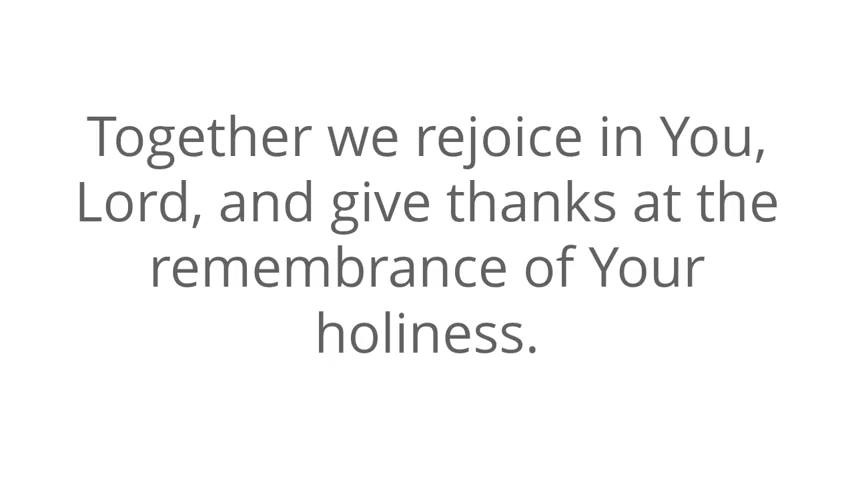 Together we rejoice in You,
Lord, and give thanks at the
remembrance of Your
holiness.